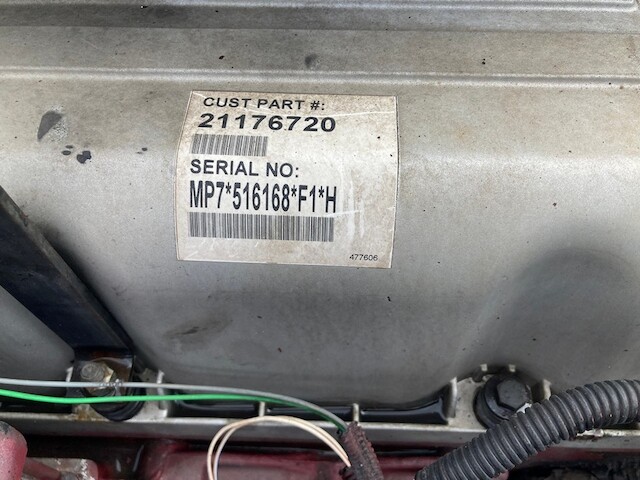 CUST PART #:
21176720
SERIAL NO:
MP7*516168*F1*H
477606